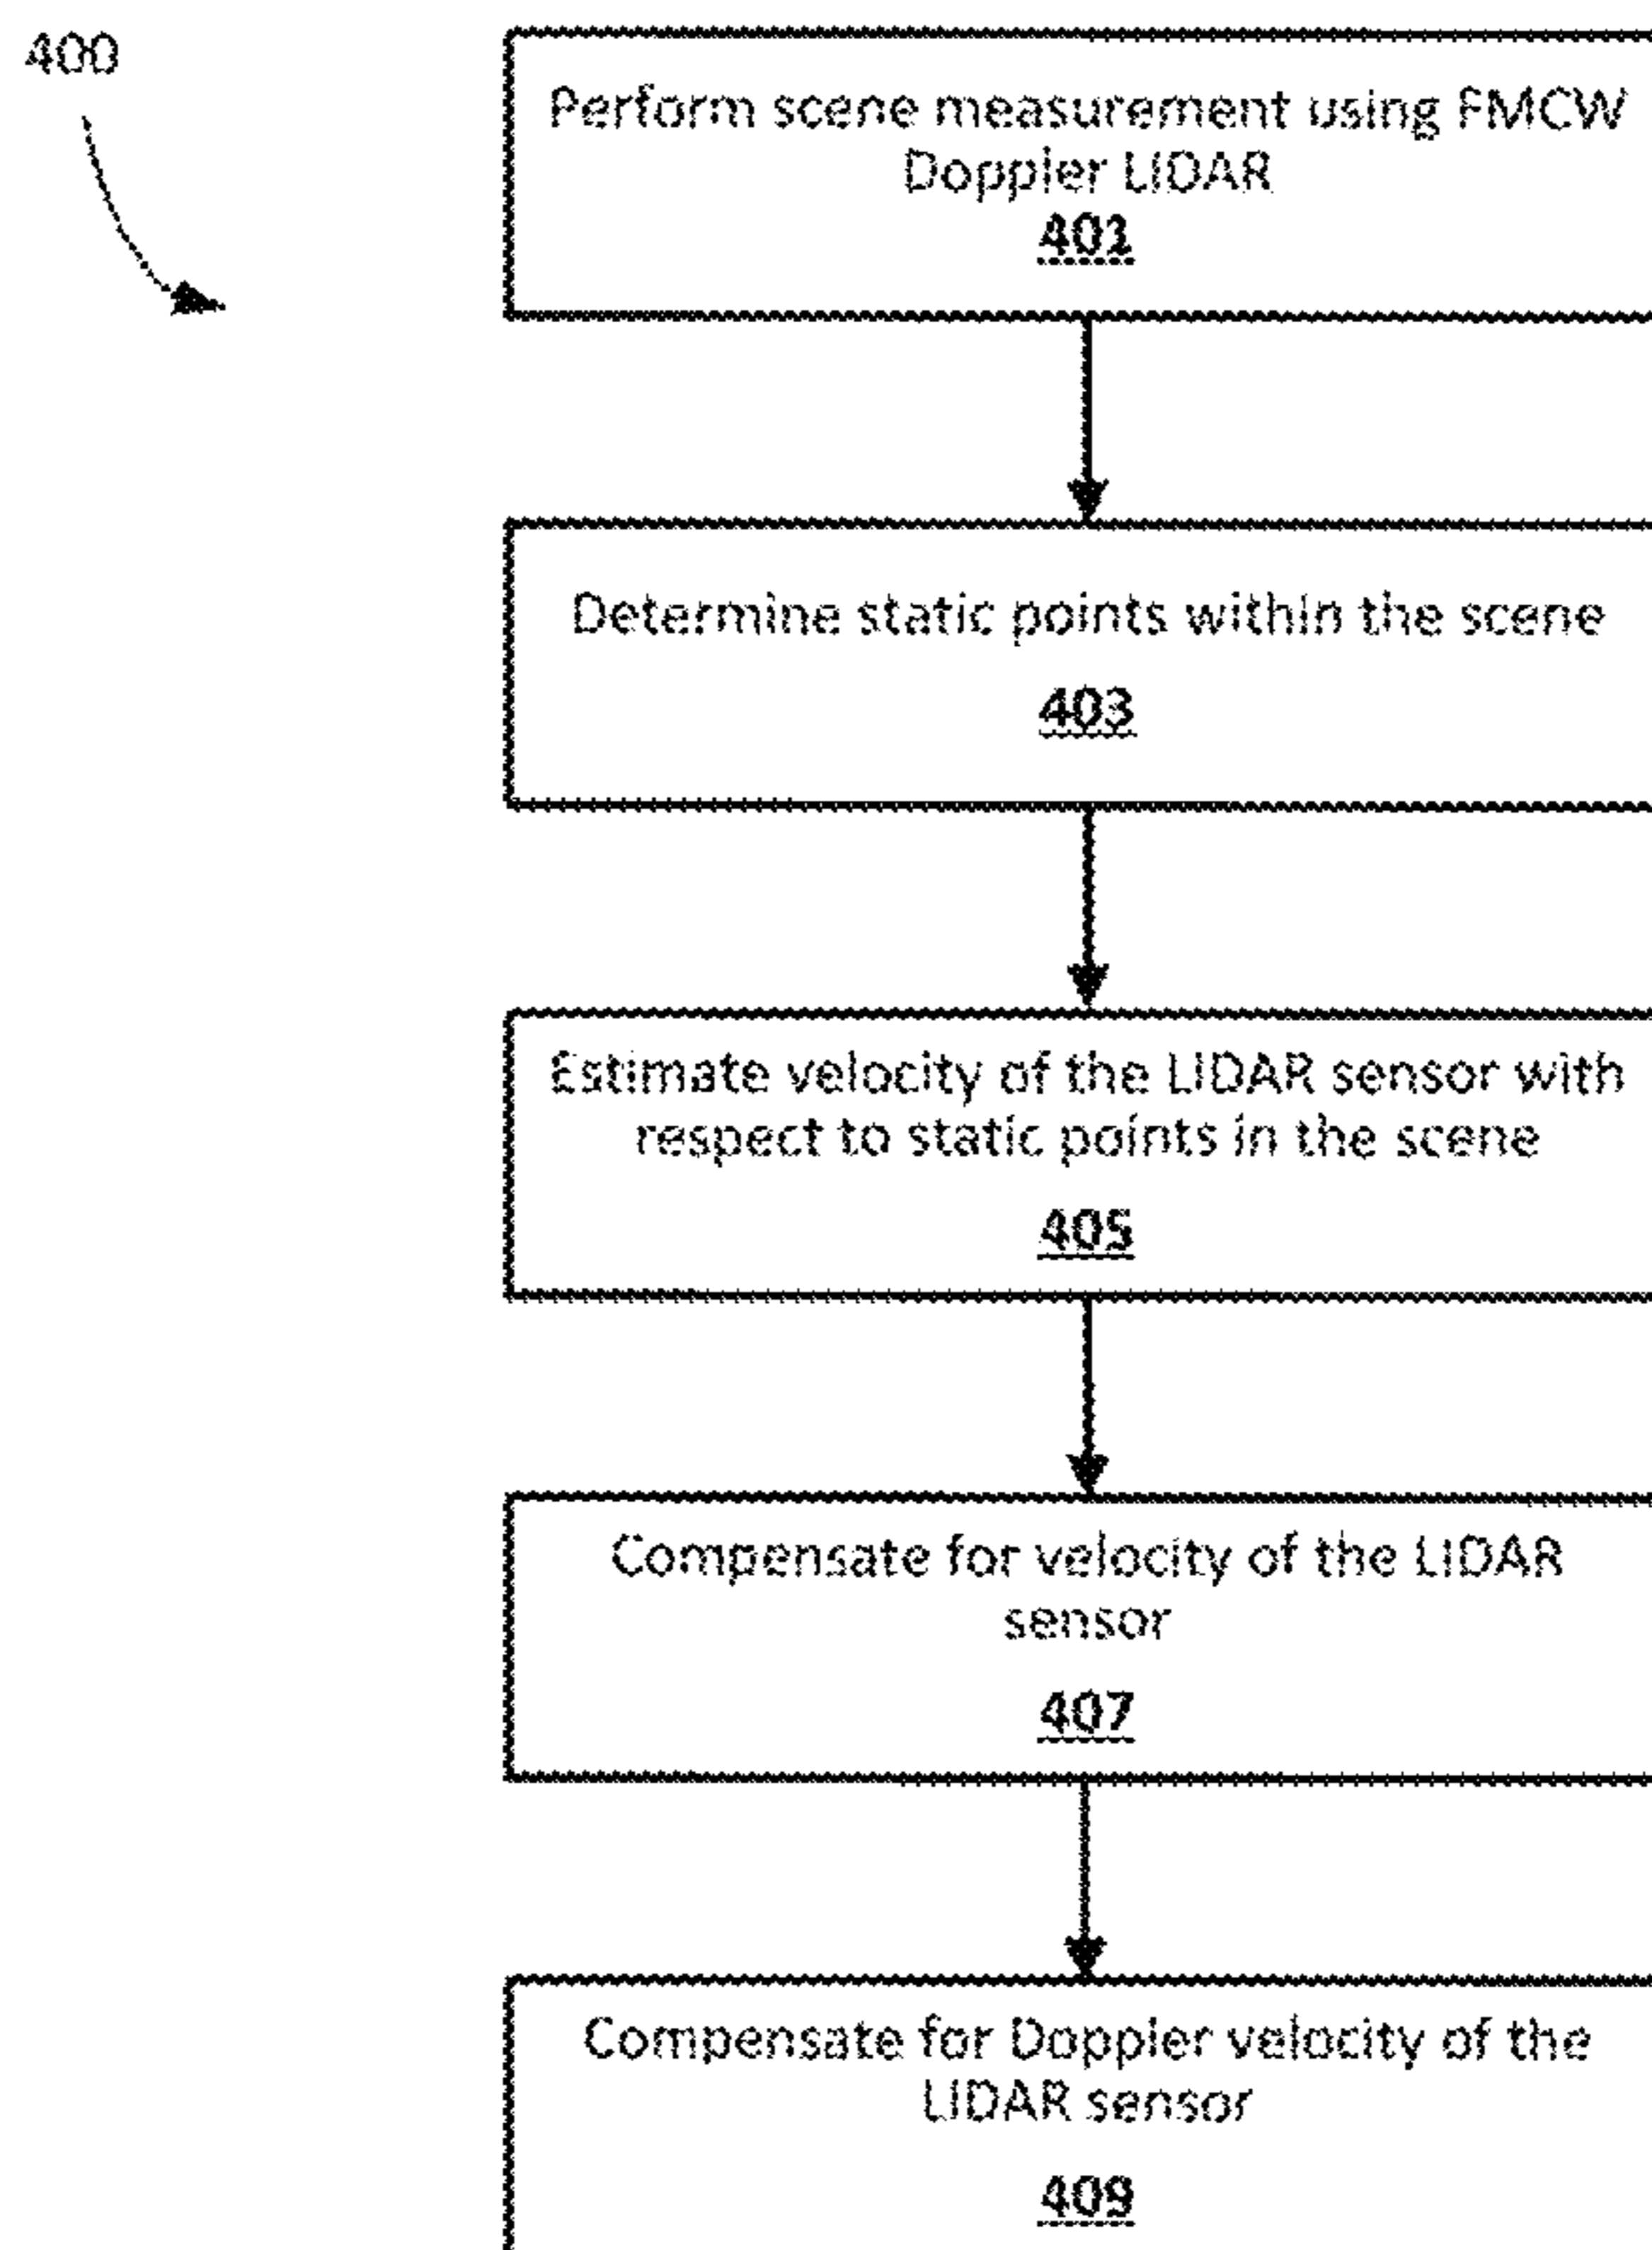 400
Perform scene measurement using FMCW
Doppler LIDAR
401
Determine static points within the scene
403
Estimate velocity of the LIDAR sensor with
respect to static points in the scene
405
Compensate for velocity of the LIDAR
sensor
407
Compensate for Doppler velocity of the
LIDAR sensor
409